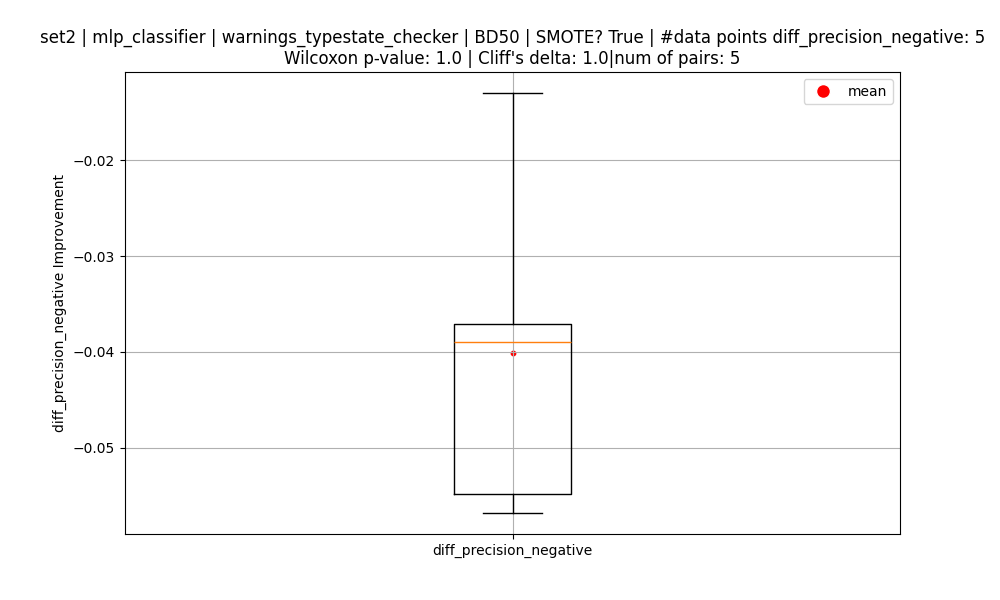 set2 | mlp_classifier | warnings_typestate_checker | BD50 | SMOTE? True | #data points diff_precision_negative: 5
Wilcoxon p-value: 1.0 | Cliff's delta: 1.0|num of pairs: 5
mean
−0.02
−0.03
−0.04
−0.05
diff_precision_negative Improvement
diff_precision_negative